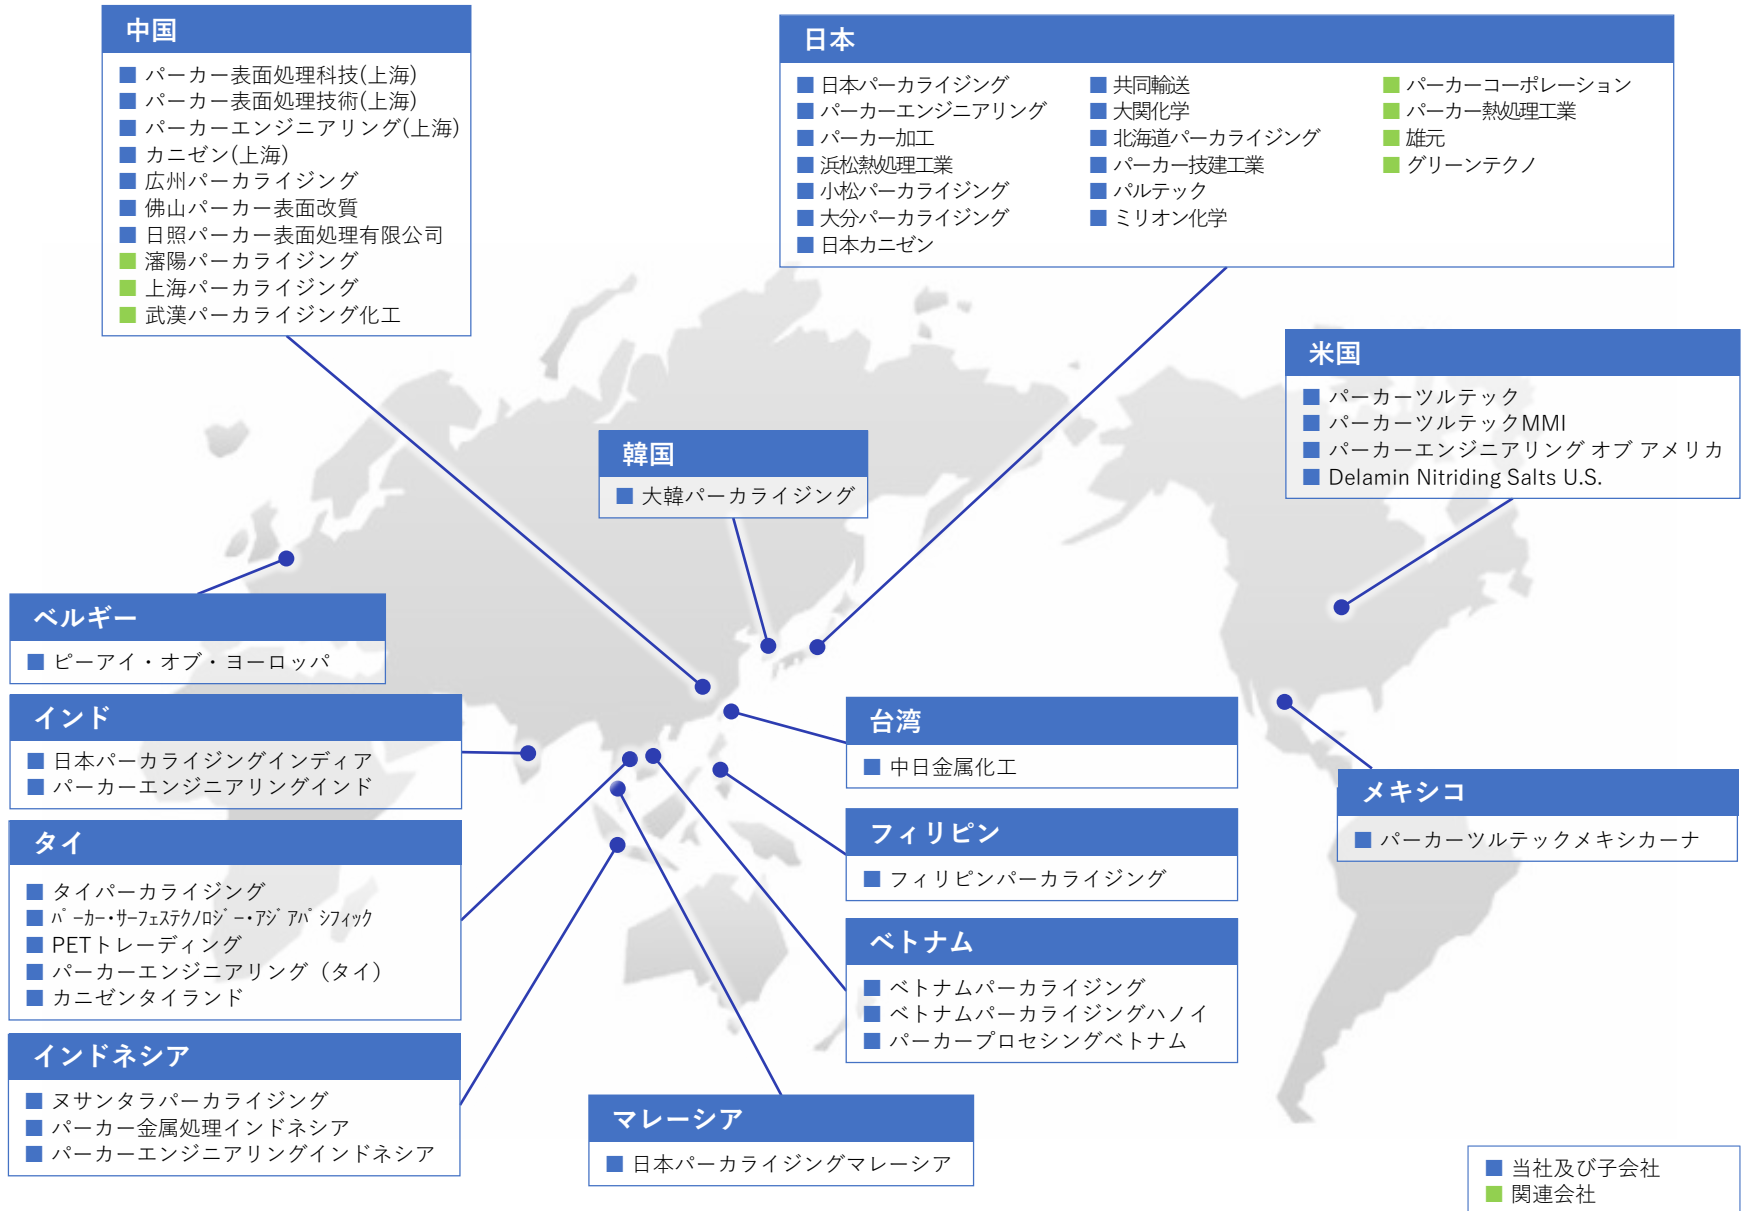 中国
パーカー表面処理科技(上海)
パーカー表面処理技術(上海)
パーカーエンジニアリング(上海)
カニゼン(上海)
広州パーカライジング
佛山パーカー表面改質
日照パーカー表面処理有限公司
瀋陽パーカライジング
上海パーカライジング
武漢パーカライジング化工
日本
日本パーカライジング
パーカーエンジニアリング
パーカー加工
浜松熱処理工業
小松パーカライジング
大分パーカライジング
日本カニゼン
共同輸送
大関化学
北海道パーカライジング
パーカー技建工業
パルテック
ミリオン化学
パーカーコーポレーション
パーカー熱処理工業
雄元
グリーンテクノ
米国
パーカーツルテック
パーカーツルテックMMI
パーカーエンジニアリング オブ アメリカ
Delamin Nitriding Salts U.S.
韓国
大韓パーカライジング
ベルギー
ピーアイ・オブ・ヨーロッパ
インド
日本パーカライジングインディア
パーカーエンジニアリングインド
タイ
タイパーカライジング
ﾊﾟｰｶｰ･ｻｰﾌｪｽﾃｸﾉﾛｼﾞｰ･ｱｼﾞｱﾊﾟｼﾌｨｯｸ
PETトレーディング
パーカーエンジニアリング（タイ）
カニゼンタイランド
インドネシア
ヌサンタラパーカライジング
パーカー金属処理インドネシア
パーカーエンジニアリングインドネシア
台湾
中日金属化工
フィリピン
フィリピンパーカライジング
ベトナム
ベトナムパーカライジング
ベトナムパーカライジングハノイ
パーカープロセシングベトナム
マレーシア
日本パーカライジングマレーシア
メキシコ
パーカーツルテックメキシカーナ
当社及び子会社
関連会社